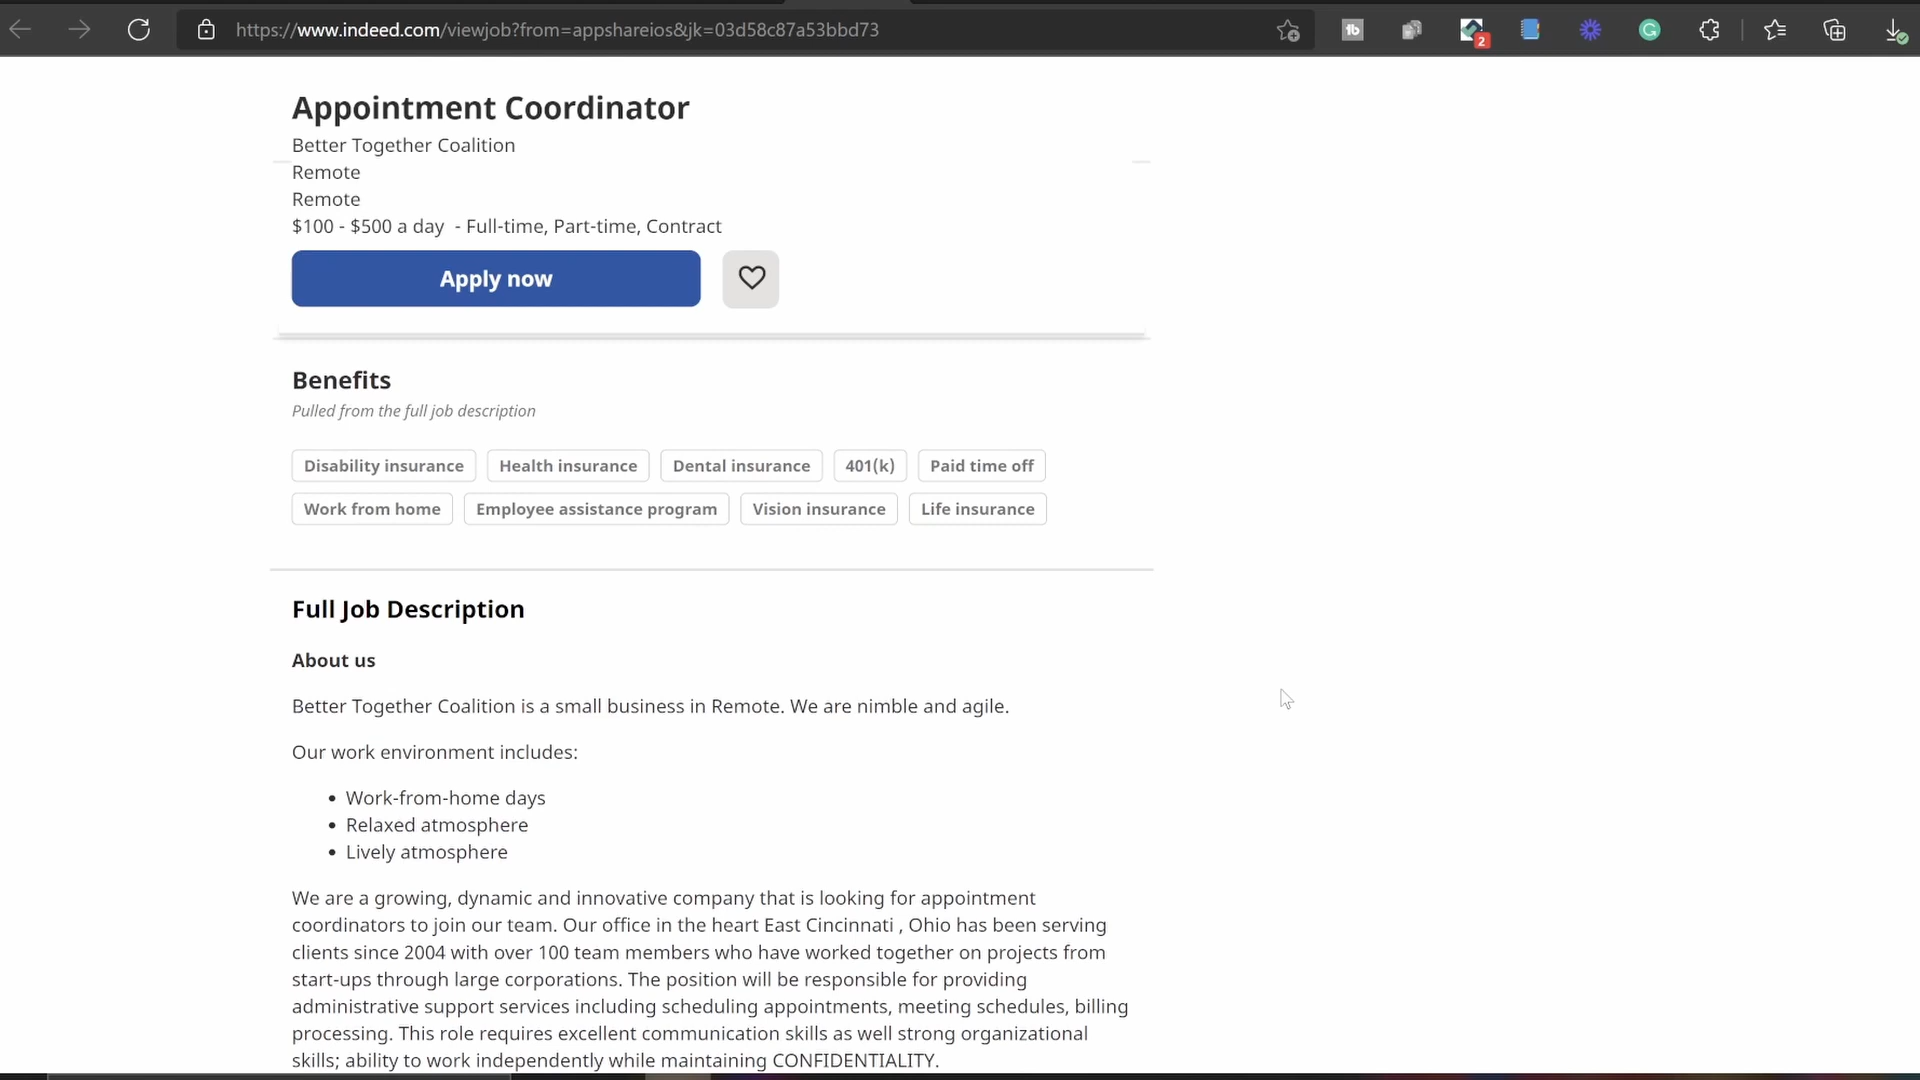 https://www.indeed.com/viewjob?from=appshareios&jk=03d58c87a53bbd73
tb
2
G
Appointment Coordinator
Better Together Coalition
Remote
Remote
$100 - $500 a day - Full-time, Part-time, Contract
Apply now
Benefits
Pulled from the full job description
Disability insurance Health insurance Dental insurance 401(k) Paid time off
Work from home Employee assistance program Vision insurance Life insurance
Full Job Description
About us
Better Together Coalition is a small business in Remote. We are nimble and agile.
Our work environment includes:
• Work-from-home days
• Relaxed atmosphere
• Lively atmosphere
We are a growing, dynamic and innovative company that is looking for appointment
coordinators to join our team. Our office in the heart East Cincinnati , Ohio has been serving
clients since 2004 with over 100 team members who have worked together on projects from
start-ups through large corporations. The position will be responsible for providing
administrative support services including scheduling appointments, meeting schedules, billing
processing. This role requires excellent communication skills as well strong organizational
skills; ability to work independently while maintaining CONFIDENTIALITY.